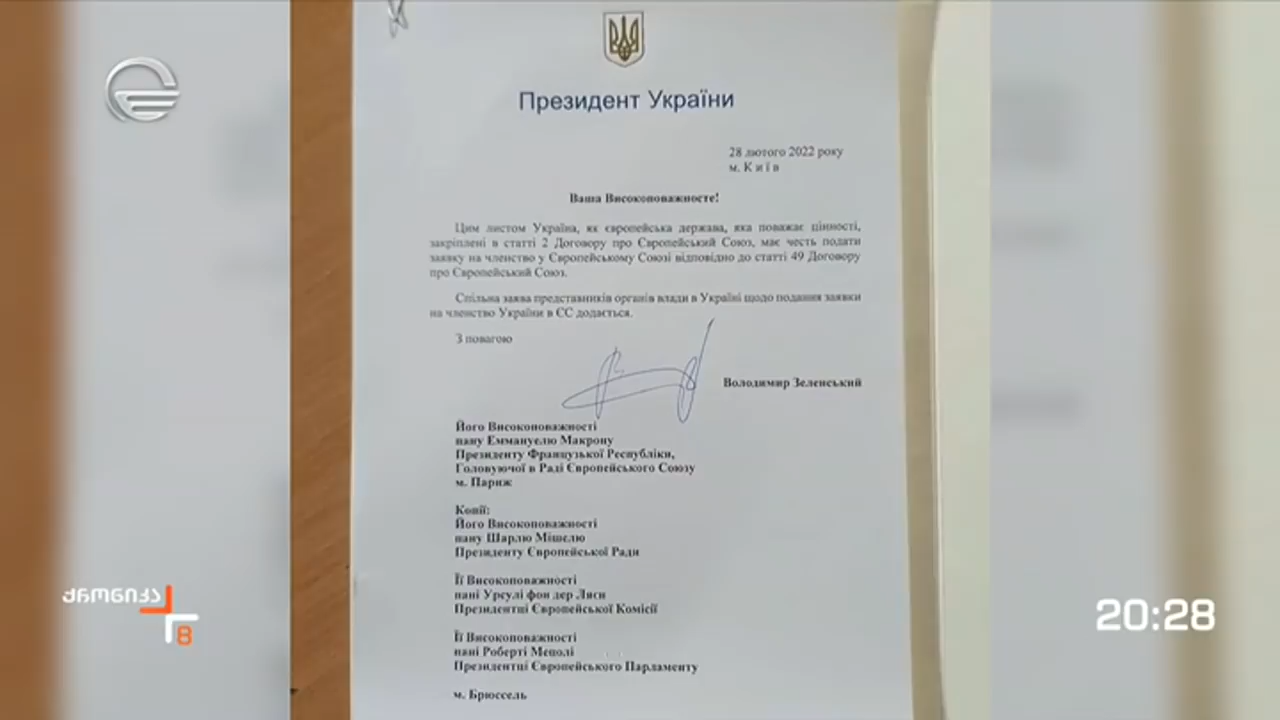 Президент України
28 лютого 2022 року
м. К и ї в
Ваша Високоповажносте!
Цим листом Україна, як європейська держава, яка поважає цінності,
закріплені в статті 2 Договору про Європейський Союз, має честь подати
заявку на членство у Європейському Союзі відповідно до статті 49 Договору
про Європейський Союз.
Спільна заява представників органів влади в Україні щодо подання заявки
на членство України в ЄС додається.
З повагою
Володимир Зеленський
Його Високоповажності
пану Еммануелю Макрону
Президенту Французької Республіки,
Головуючої в Раді Європейського Союзу
м. Париж
Копії:
Його Високоповажності
пану Шарлю Мішелю
Президенту Європейської Ради
Її Високоповажності
пані Урсулі фон дер Ляєн
Президентці Європейської Комісії
Її Високоповажності
пані Роберті Мецолі
Президентці Європейського Парламенту
м. Брюссель
ქრონიკა
8
20:28